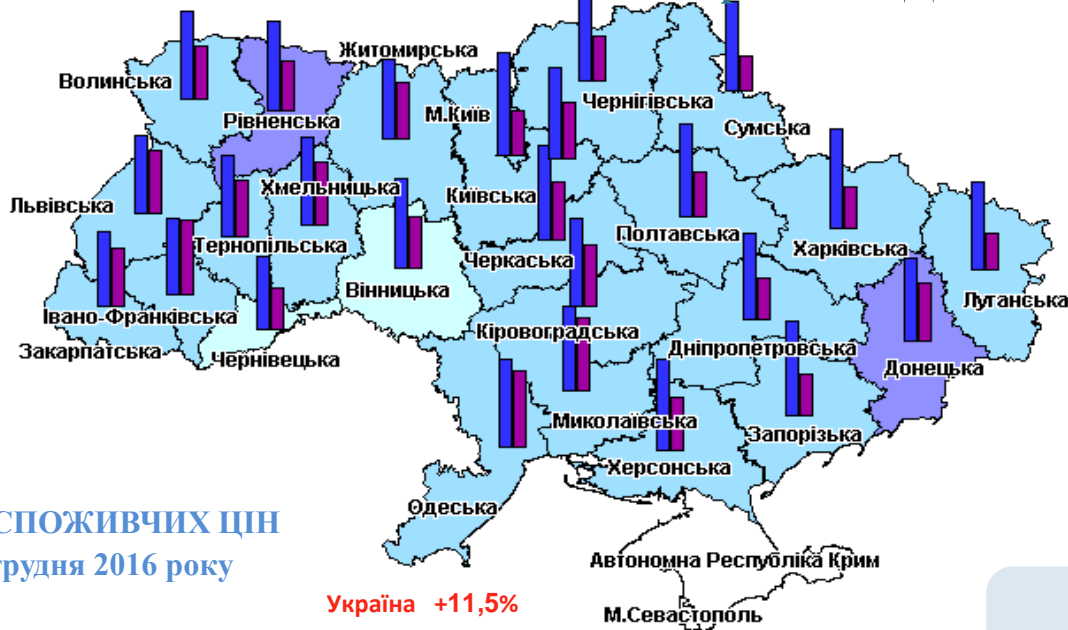 Житомирська
Волинська
Рівненська
М.Київ
Чернігівська
Сумська
Львівська
Хмельницька
Тернопільська
Київська
Полтавська
Харківська
Черкаська
Вінницька
Луганська
Івано-Франківська
Закарпатська
Чернівецька
Кіровоградська
Дніпропетровська
Донецька
Миколаївська
Запорізька
Херсонська
Одеська
СПОЖИВЧИХ ЦІН
грудня 2016 року
Автономна Республіка Крим
Україна +11,5%
М.Севастополь